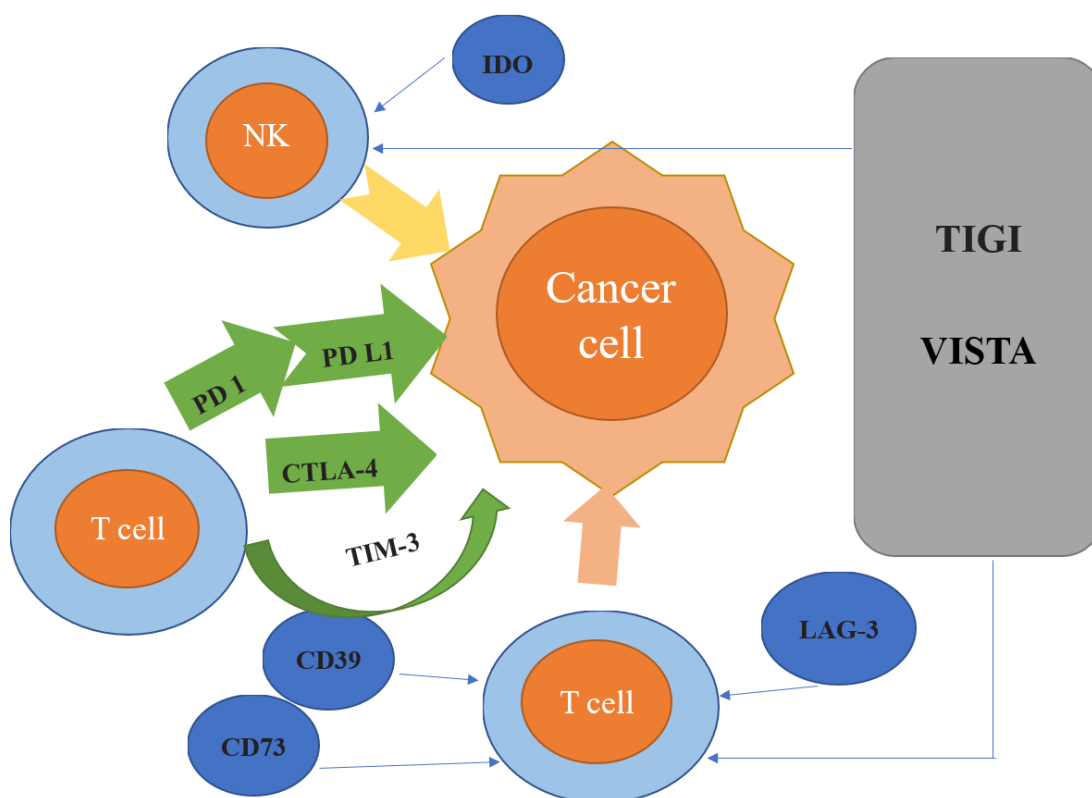 IDO
NK
TIGI
VISTA
Cancer
cell
PD 1
PD L1
CTLA-4
T cell
TIM-3
CD39
LAG-3
T cell
CD73